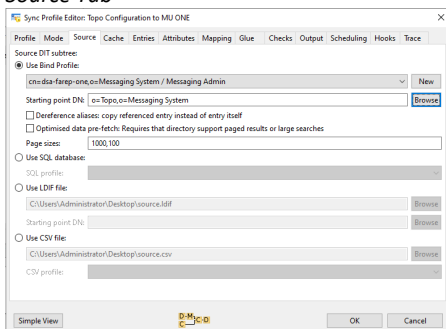 Source Tab
Sync Profile Editor: Topo Configuration to MU ONE
Profile Mode Source Cache Entries Attributes Mapping Glue Checks Output Scheduling Hooks Trace
Source DIT subtree:
Use Bind Profile:
cn=dsa-farep-one,o=Messaging System / Messaging Admin New
Starting point DN: o=Topo,o=Messaging System Browse
Dereference aliases: copy referenced entry instead of entry itself
Optimised data pre-fetch: Requires that directory support paged results or large searches
Page sizes: 1000,100
Use SQL database:
SQL profile:
Use LDIF file:
C:\Users\Administrator\Desktop\source.ldif Browse
Starting point DN: Browse
Use CSV file:
C:\Users\Administrator\Desktop\source.csv Browse
CSV profile:
Simple View D-M C C-D OK Cancel